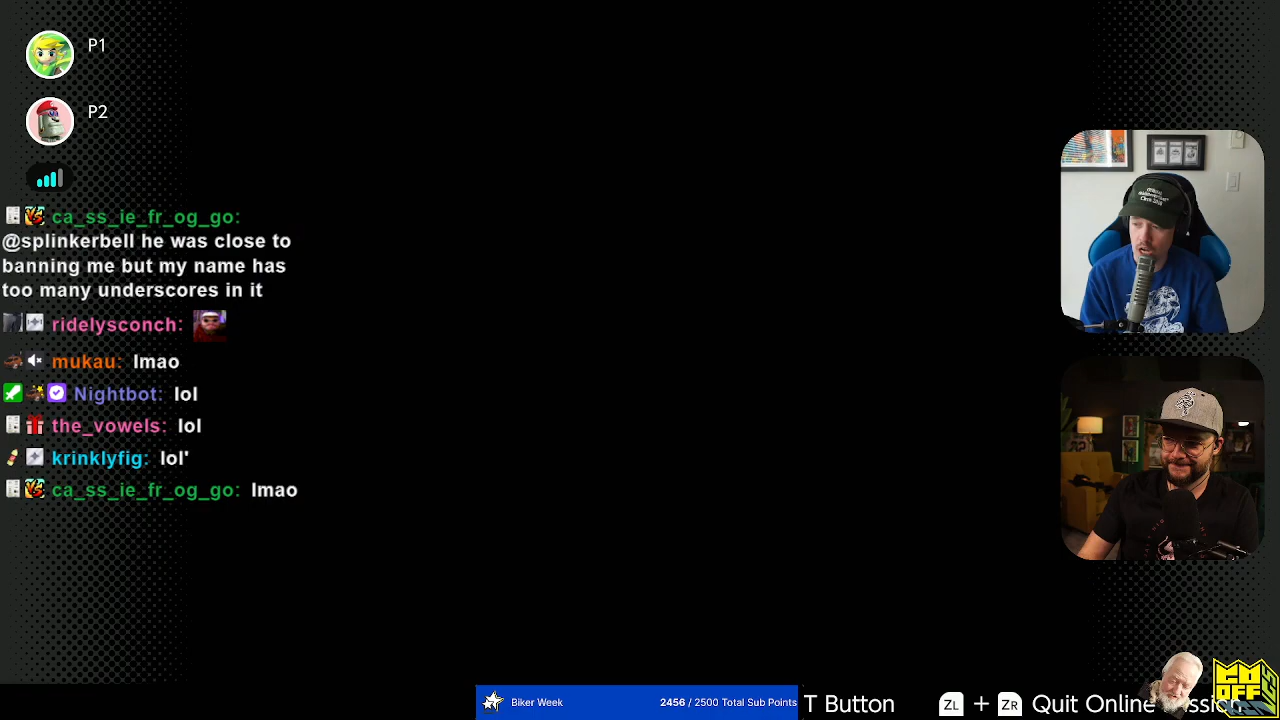 P1
P2
ca_ss_ie_fr_og_go:
@splinkerbell he was close to
banning me but my name has
too many underscores in it
ridelysconch:
mukau: lmao
Nightbot: lol
the_vowels: lol
krinklyfig: lol'
ca_ss_ie_fr_og_go: lmao
Biker Week 2456 / 2500 Total Sub Points
T Button ZL + ZR Quit Online
GO
OFF